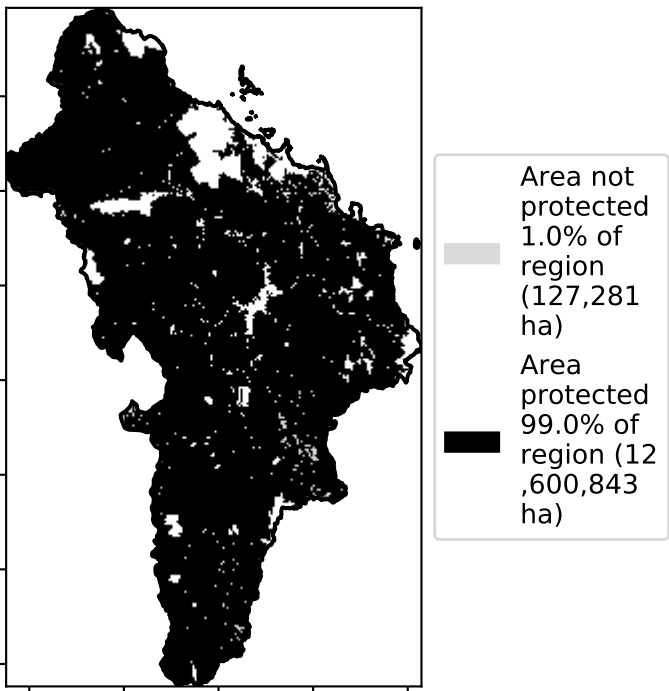 Area not
protected
1.0% of
region
(127,281
ha)
Area
protected
99.0% of
region (12
,600,843
ha)